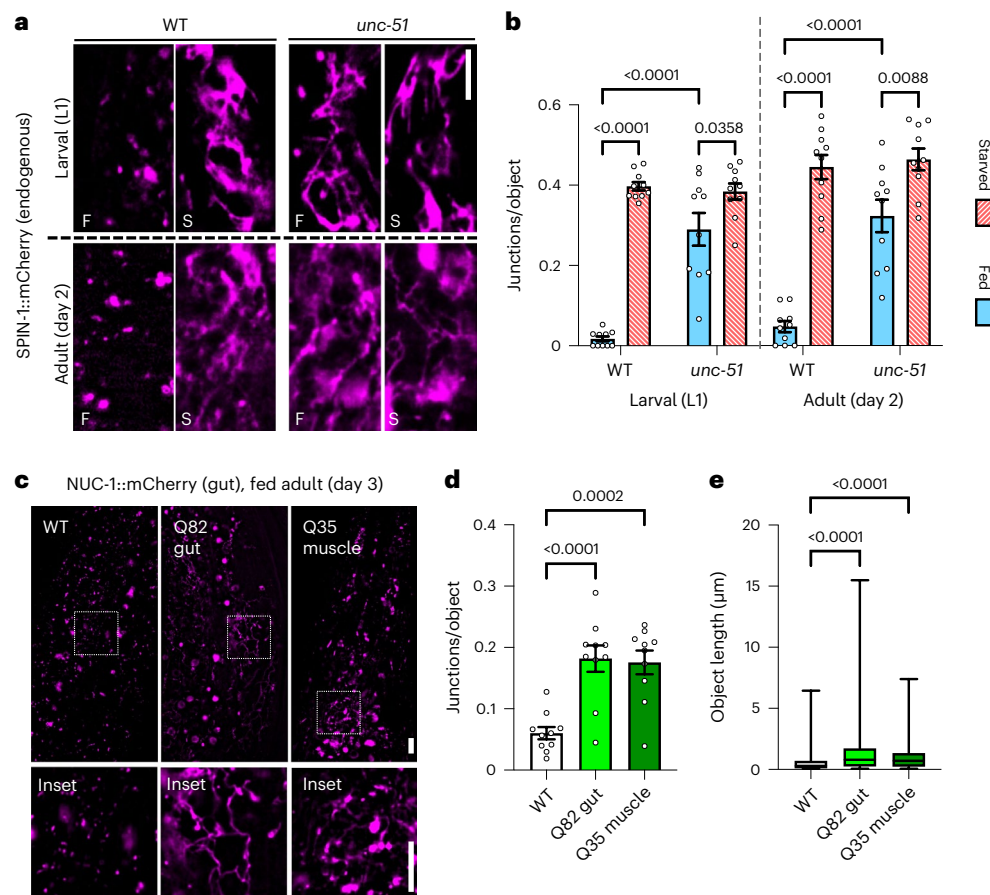 a
WT
unc-51
SPIN-1::mCherry (endogenous)
Larval (L1)
Adult (day 2)
F
S
F
S
F
S
F
S
b
Junctions/object
0.6
0.4
0.2
0
<0.0001
<0.0001
0.0358
<0.0001
<0.0001
0.0088
WT
unc-51
WT
unc-51
Larval (L1)
Adult (day 2)
Starved
Fed
c
NUC-1::mCherry (gut), fed adult (day 3)
WT
Q82
gut
Q35
muscle
Inset
Inset
Inset
d
Junctions/object
0.4
0.3
0.2
0.1
0
0.0002
<0.0001
WT
Q82 gut
Q35 muscle
e
Object length (µm)
20
15
10
5
0
<0.0001
<0.0001
WT
Q82 gut
Q35 muscle